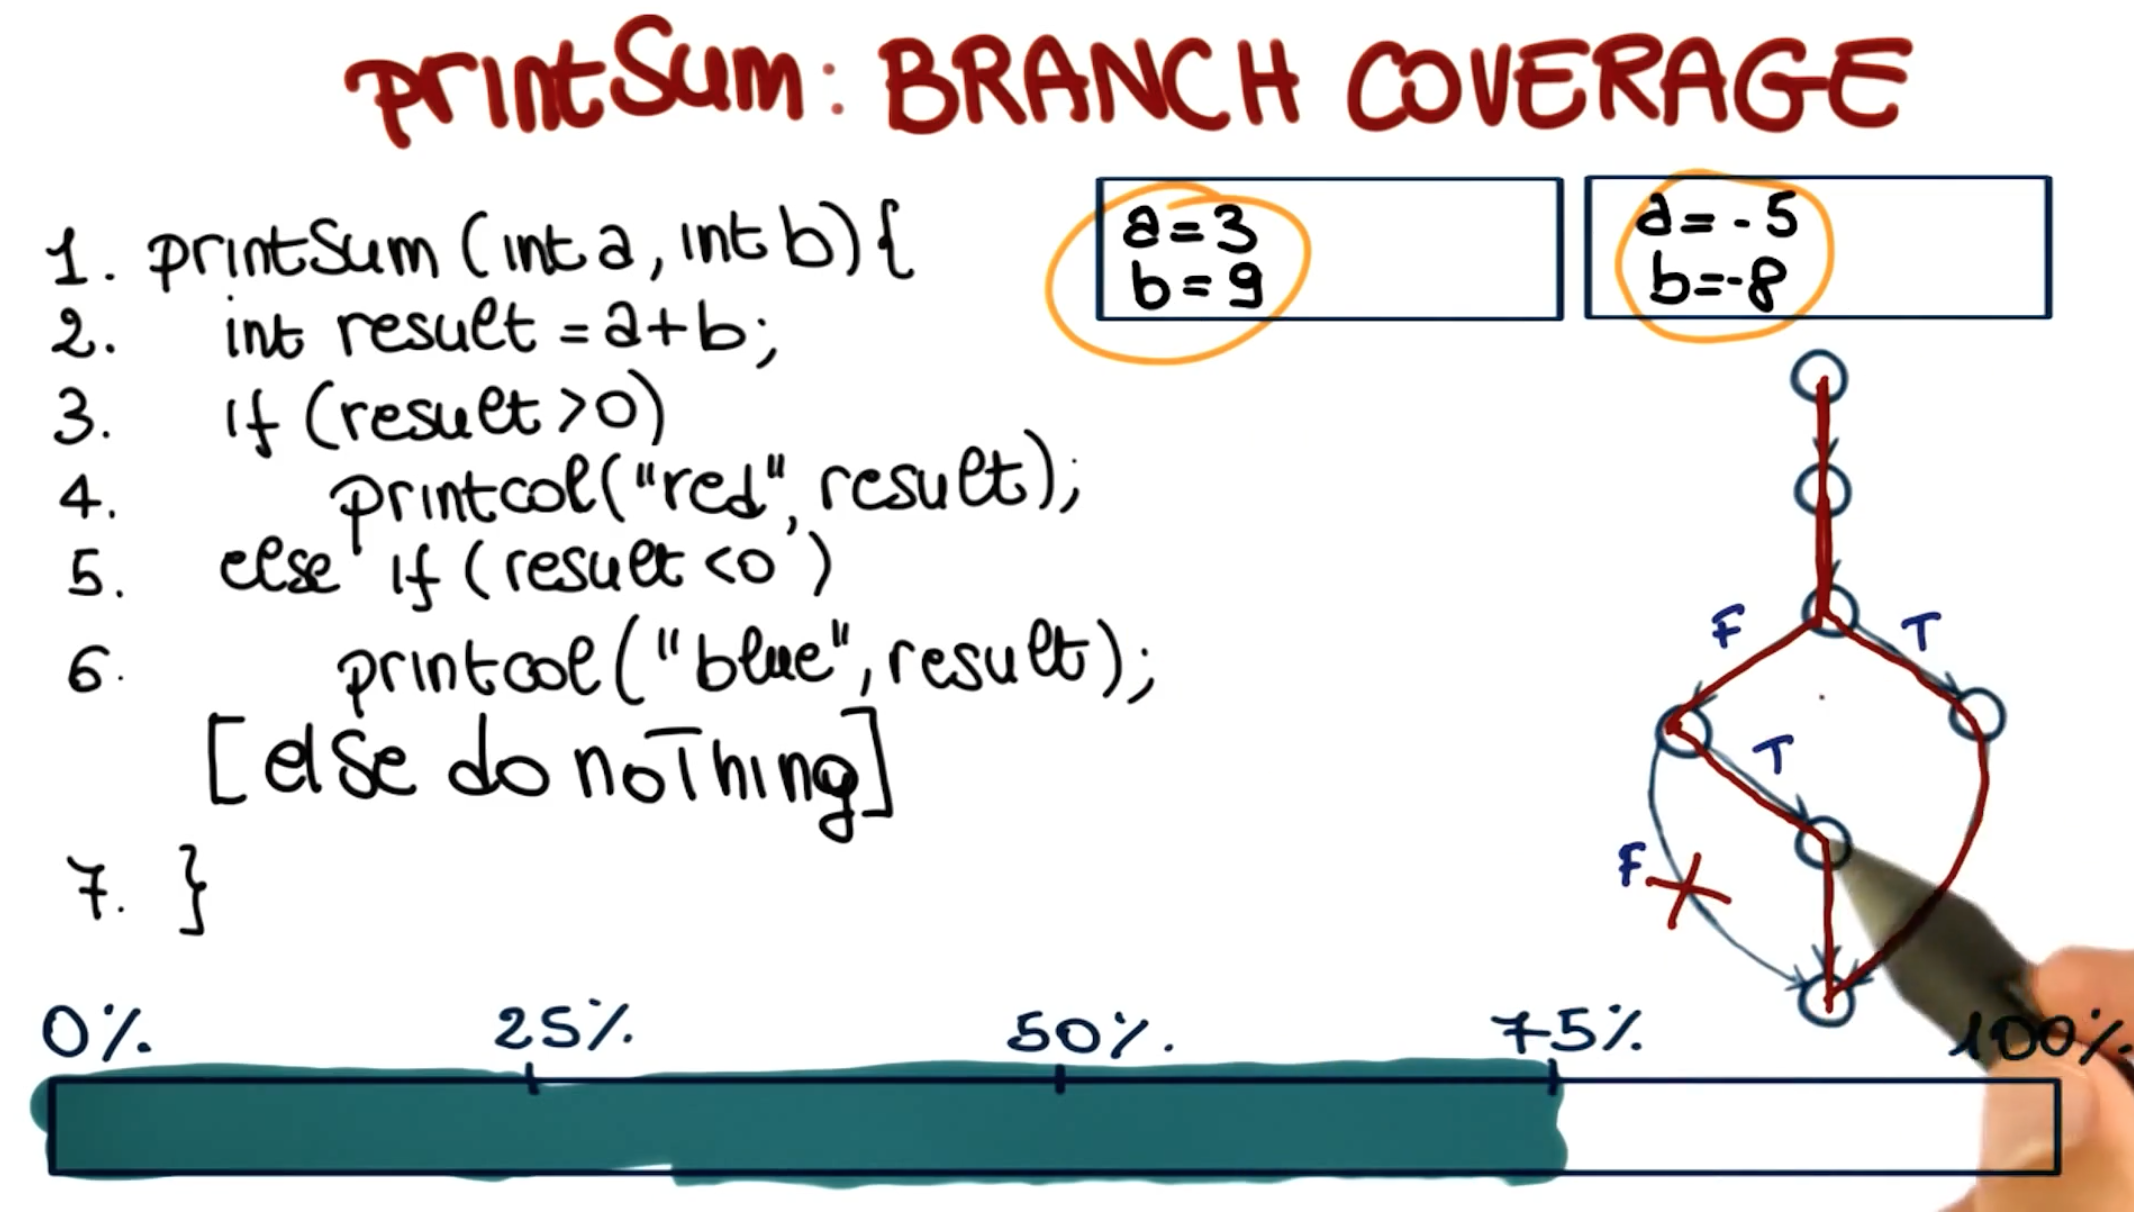 printSum: BRANCH COVERAGE
1. printSum (int a, int b) {
2. int result = a+b;
3. if (result >0)
4. printcol("red", result);
5. else if (result <0)
6. printcol("blue", result);
[else do nothing]
7. }
a=3
b=9
a=-5
b=-8
F
T
T
F
0% 25% 50% 75% 100%